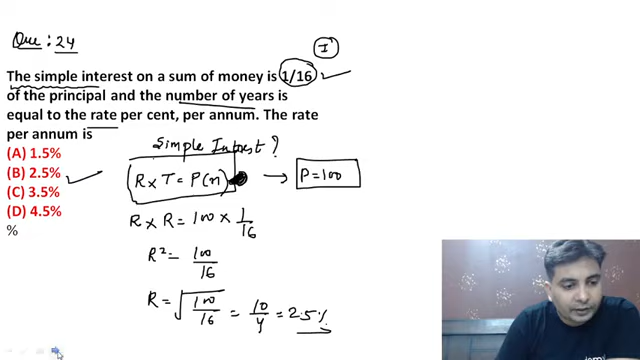 Que : 24
I
The simple interest on a sum of money is 1/16
of the principal and the number of years is
equal to the rate per cent, per annum. The rate
per annum is
Simple Interest ?
(A) 1.5%
(B) 2.5%
(C) 3.5%
(D) 4.5%
%
R × T = P(n) → P = 100
R × R = 100 × 1/16
R² = 100/16
R = √100/16 = 10/4 = 2.5%